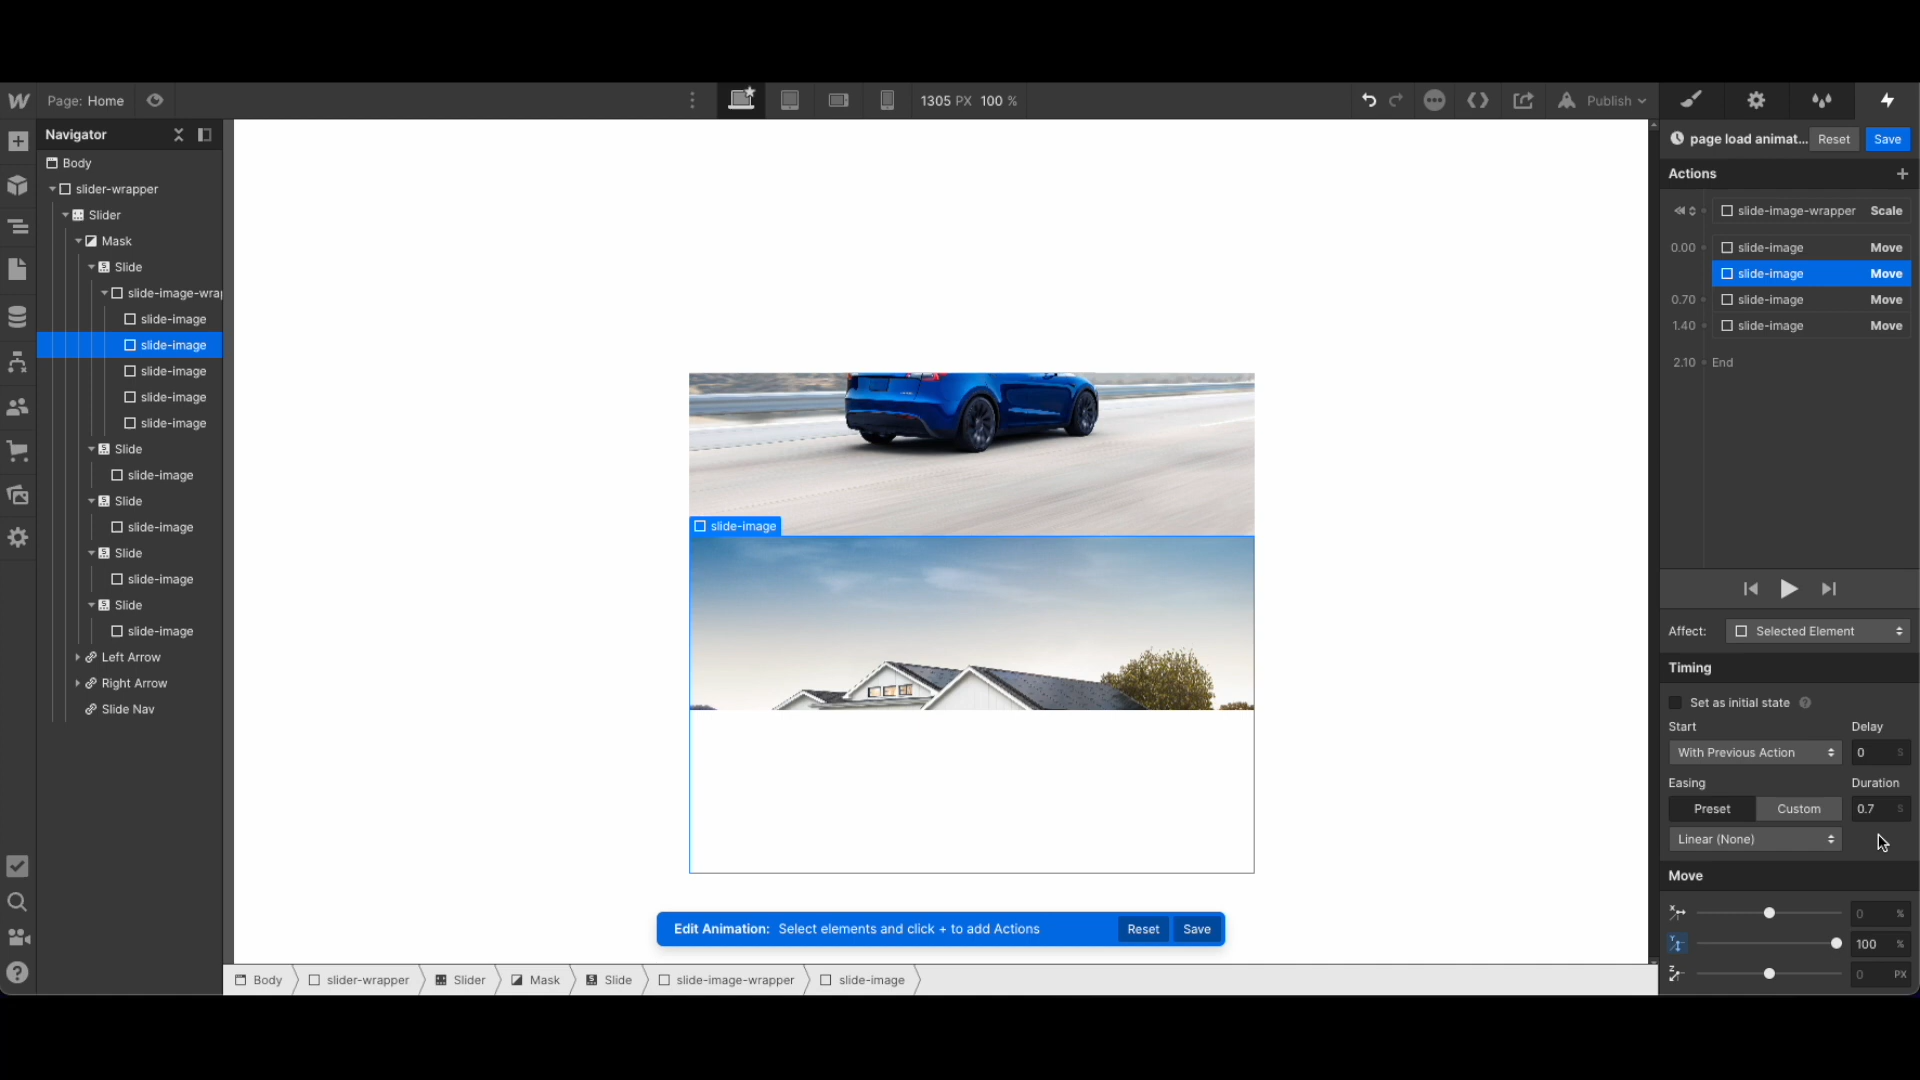 Page: Home
1305 PX 100 %
Publish
Navigator
page load animat...
Reset
Save
Body
slider-wrapper
Slider
Mask
Slide
slide-image-wrap
slide-image
slide-image
slide-image
slide-image
slide-image
Slide
slide-image
Slide
slide-image
Slide
slide-image
Slide
slide-image
Left Arrow
Right Arrow
Slide Nav
slide-image
Edit Animation: Select elements and click + to add Actions
Reset
Save
Body
slider-wrapper
Slider
Mask
Slide
slide-image-wrapper
slide-image
Actions
slide-image-wrapper Scale
0.00 slide-image Move
slide-image Move
0.70 slide-image Move
1.40 slide-image Move
2.10 End
Affect: Selected Element
Timing
Set as initial state
Start
Delay
With Previous Action
0 S
Easing
Duration
Preset
Custom
0.7 S
Linear (None)
Move
X 0 %
Y 100 %
Z 0 PX